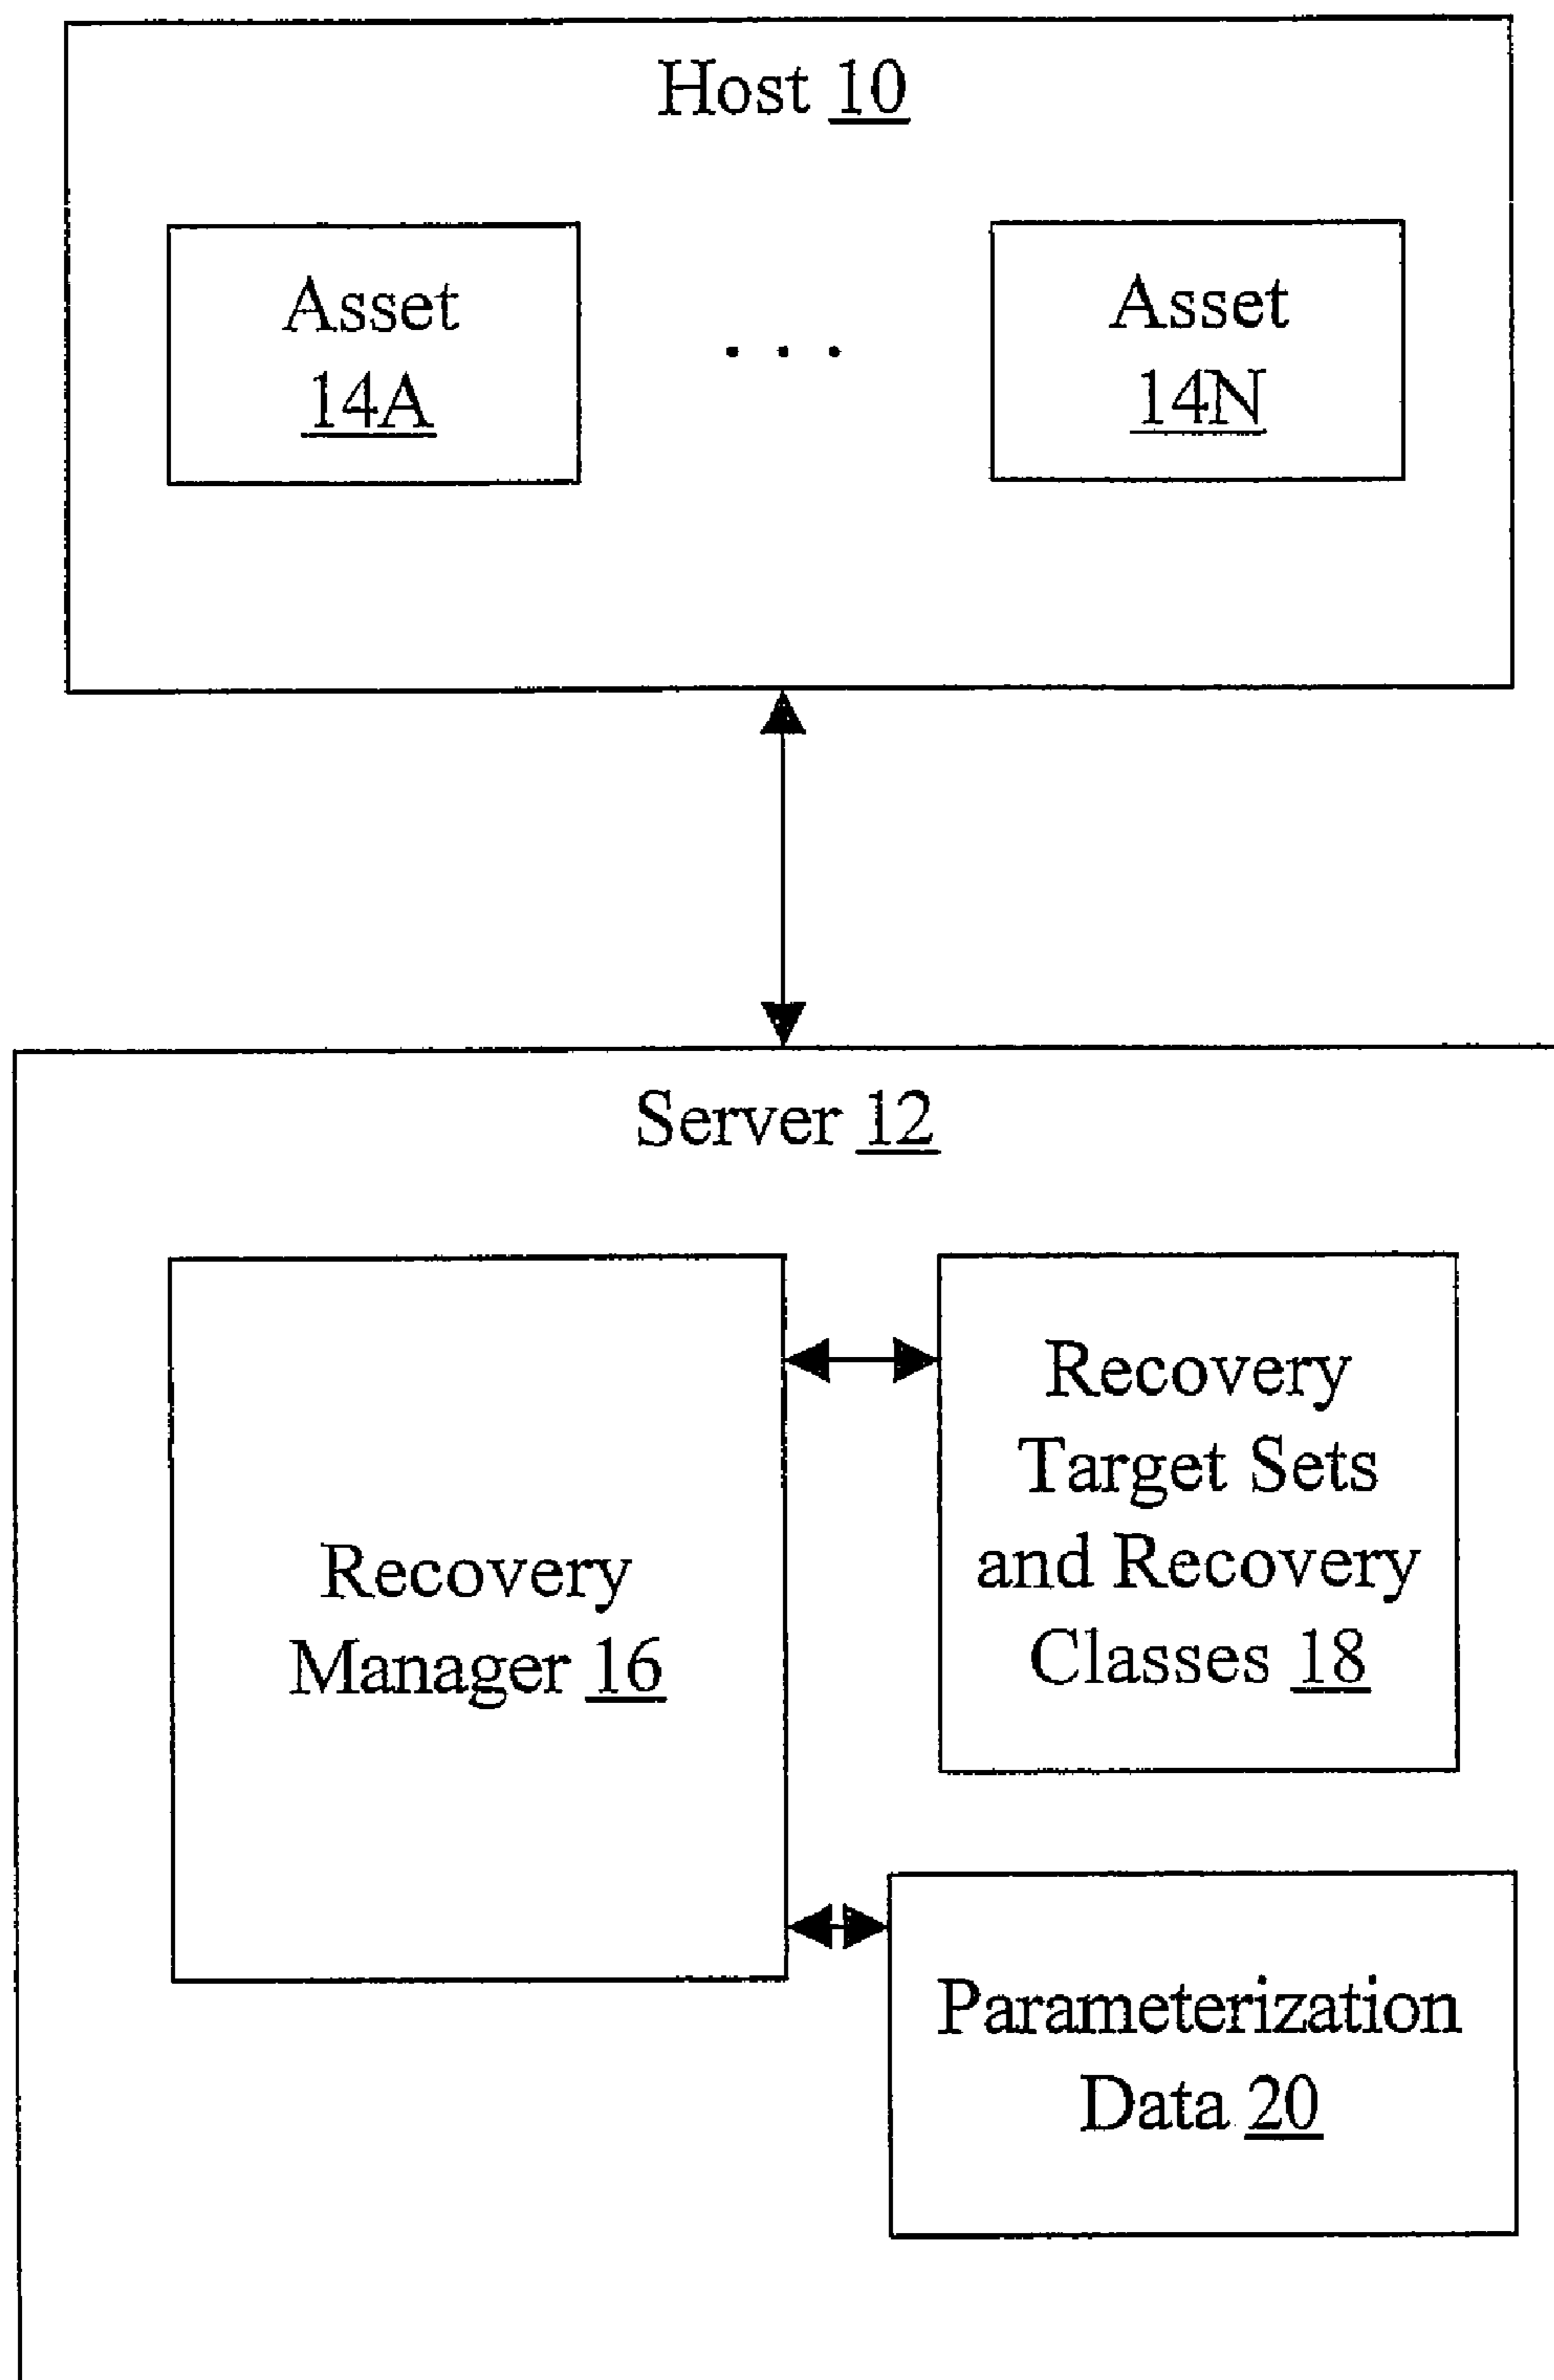 Host 10
Asset
14A
. . .
Asset
14N
Server 12
Recovery
Manager 16
Recovery
Target Sets
and Recovery
Classes 18
Parameterization
Data 20